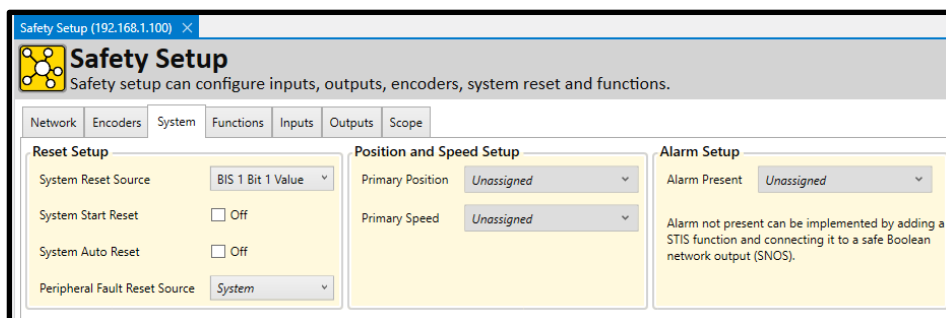 Safety Setup (192.168.1.100) ×
Safety Setup
Safety setup can configure inputs, outputs, encoders, system reset and functions.
Network Encoders System Functions Inputs Outputs Scope
Reset Setup
System Reset Source BIS 1 Bit 1 Value
System Start Reset Off
System Auto Reset Off
Peripheral Fault Reset Source System
Position and Speed Setup
Primary Position Unassigned
Primary Speed Unassigned
Alarm Setup
Alarm Present Unassigned
Alarm not present can be implemented by adding a
STIS function and connecting it to a safe Boolean
network output (SNOS).